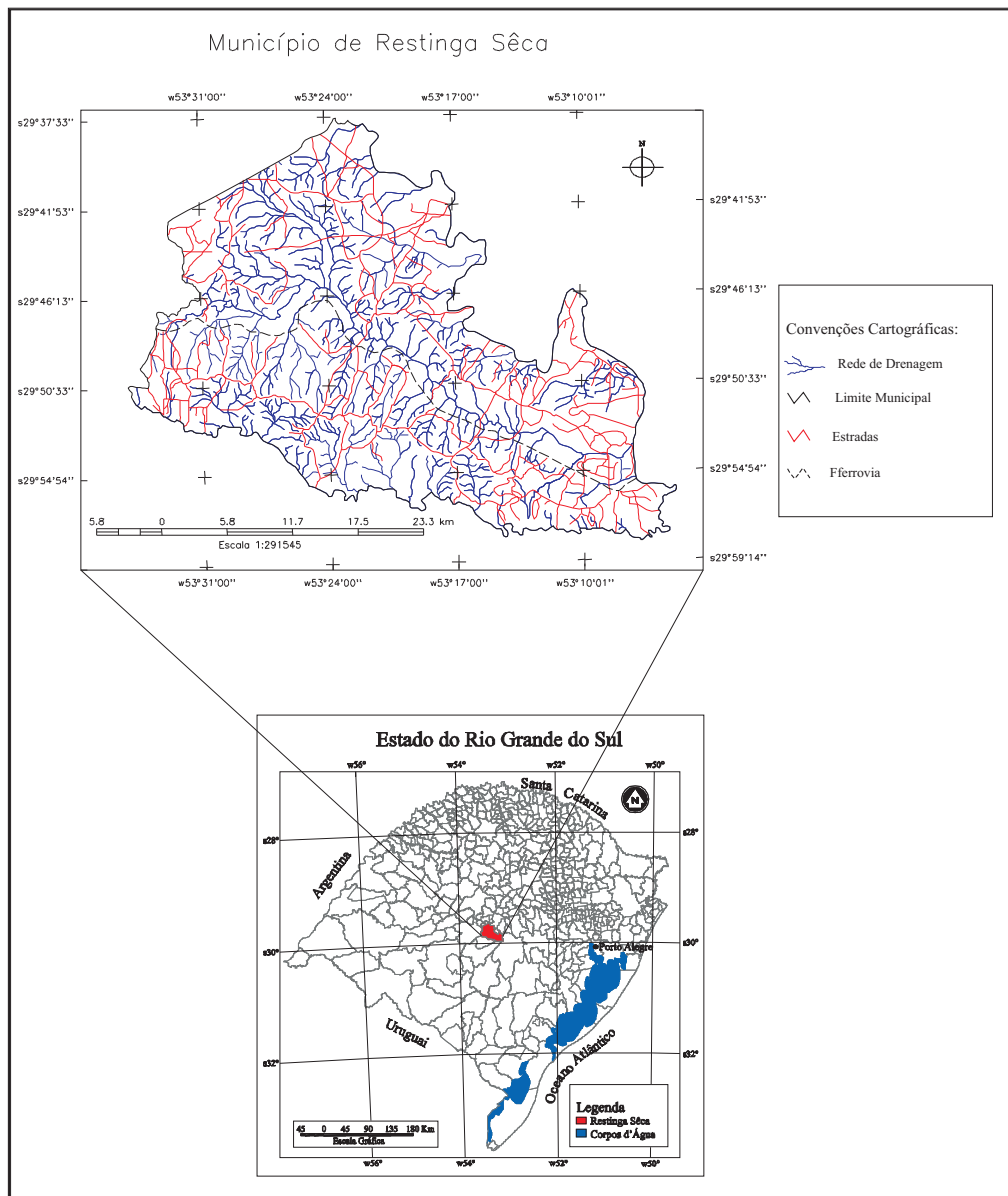 Município de Restinga Sêca
w53°31'00'' w53°24'00'' w53°17'00'' w53°10'01''
s29°37'33''
N
s29°41'53'' s29°41'53''
s29°46'13'' s29°46'13''
s29°50'33'' s29°50'33''
s29°54'54'' s29°54'54''
s29°59'14''
5.8 0 5.8 11.7 17.5 23.3 km
Escala 1:291545
w53°31'00'' w53°24'00'' w53°17'00'' w53°10'01''
Convenções Cartográficas:
Rede de Drenagem
Limite Municipal
Estradas
Fferrovia
Estado do Rio Grande do Sul
w56° w54° w52° w50°
Santa Catarina
N
s28° s28°
Argentina
s30° s30°
Porto Alegre
Uruguai
Oceano Atlântico
s32° s32°
Legenda
Restinga Sêca
Corpos d'Água
45 0 45 90 135 180 Km
Escala Gráfica
w56° w54° w52° w50°